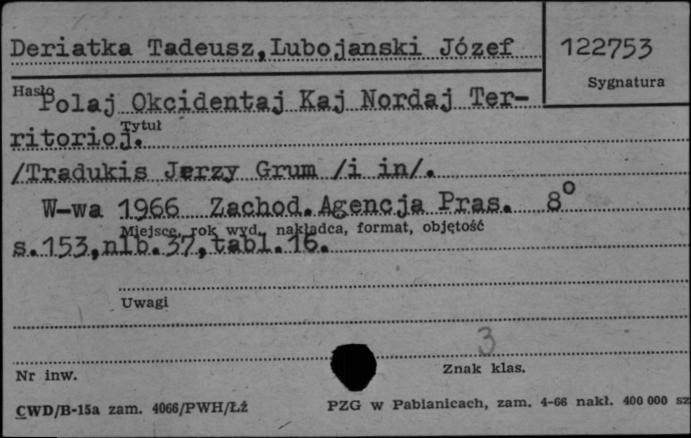 Deriatka Tadeusz,Lubojanski Józef
122753
Sygnatura
Hasło
Polaj Okcidentaj Kaj Nordaj Ter-
Tytuł
ritorioj.
/Tradukis Jerzy Grum /i in/.
W-wa 1966 Zachod.Agencja Pras. 8°
Miejsce, rok wyd., nakładca, format, objętość
s.153,nlb.37,tabl.16.
Uwagi
3
Nr inw.
Znak klas.
CWD/B-15a zam. 4066/PWH/Łź
PZG w Pabianicach, zam. 4-66 nakł. 400 000 sz